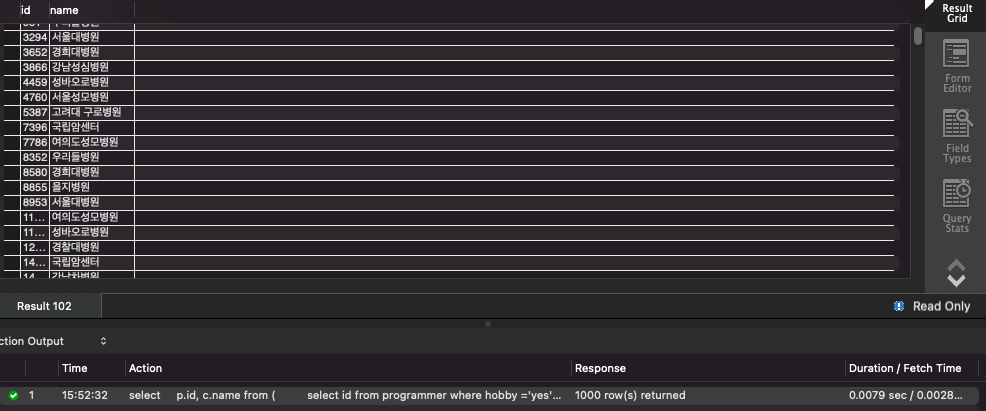 id name
3294 서울대병원
3652 경희대병원
3866 강남성심병원
4459 성바오로병원
4760 서울성모병원
5387 고려대 구로병원
7396 국립암센터
7786 여의도성모병원
8352 우리들병원
8580 경희대병원
8855 을지병원
8953 서울대병원
11... 여의도성모병원
11... 성바오로병원
12... 경찰대병원
14... 국립암센터
14 강남차병원
Result Grid
Form Editor
Field Types
Query Stats
Result 102
Read Only
ction Output
Time Action Response Duration / Fetch Time
1 15:52:32 select p.id, c.name from ( select id from programmer where hobby ='yes'... 1000 row(s) returned 0.0079 sec / 0.0028...